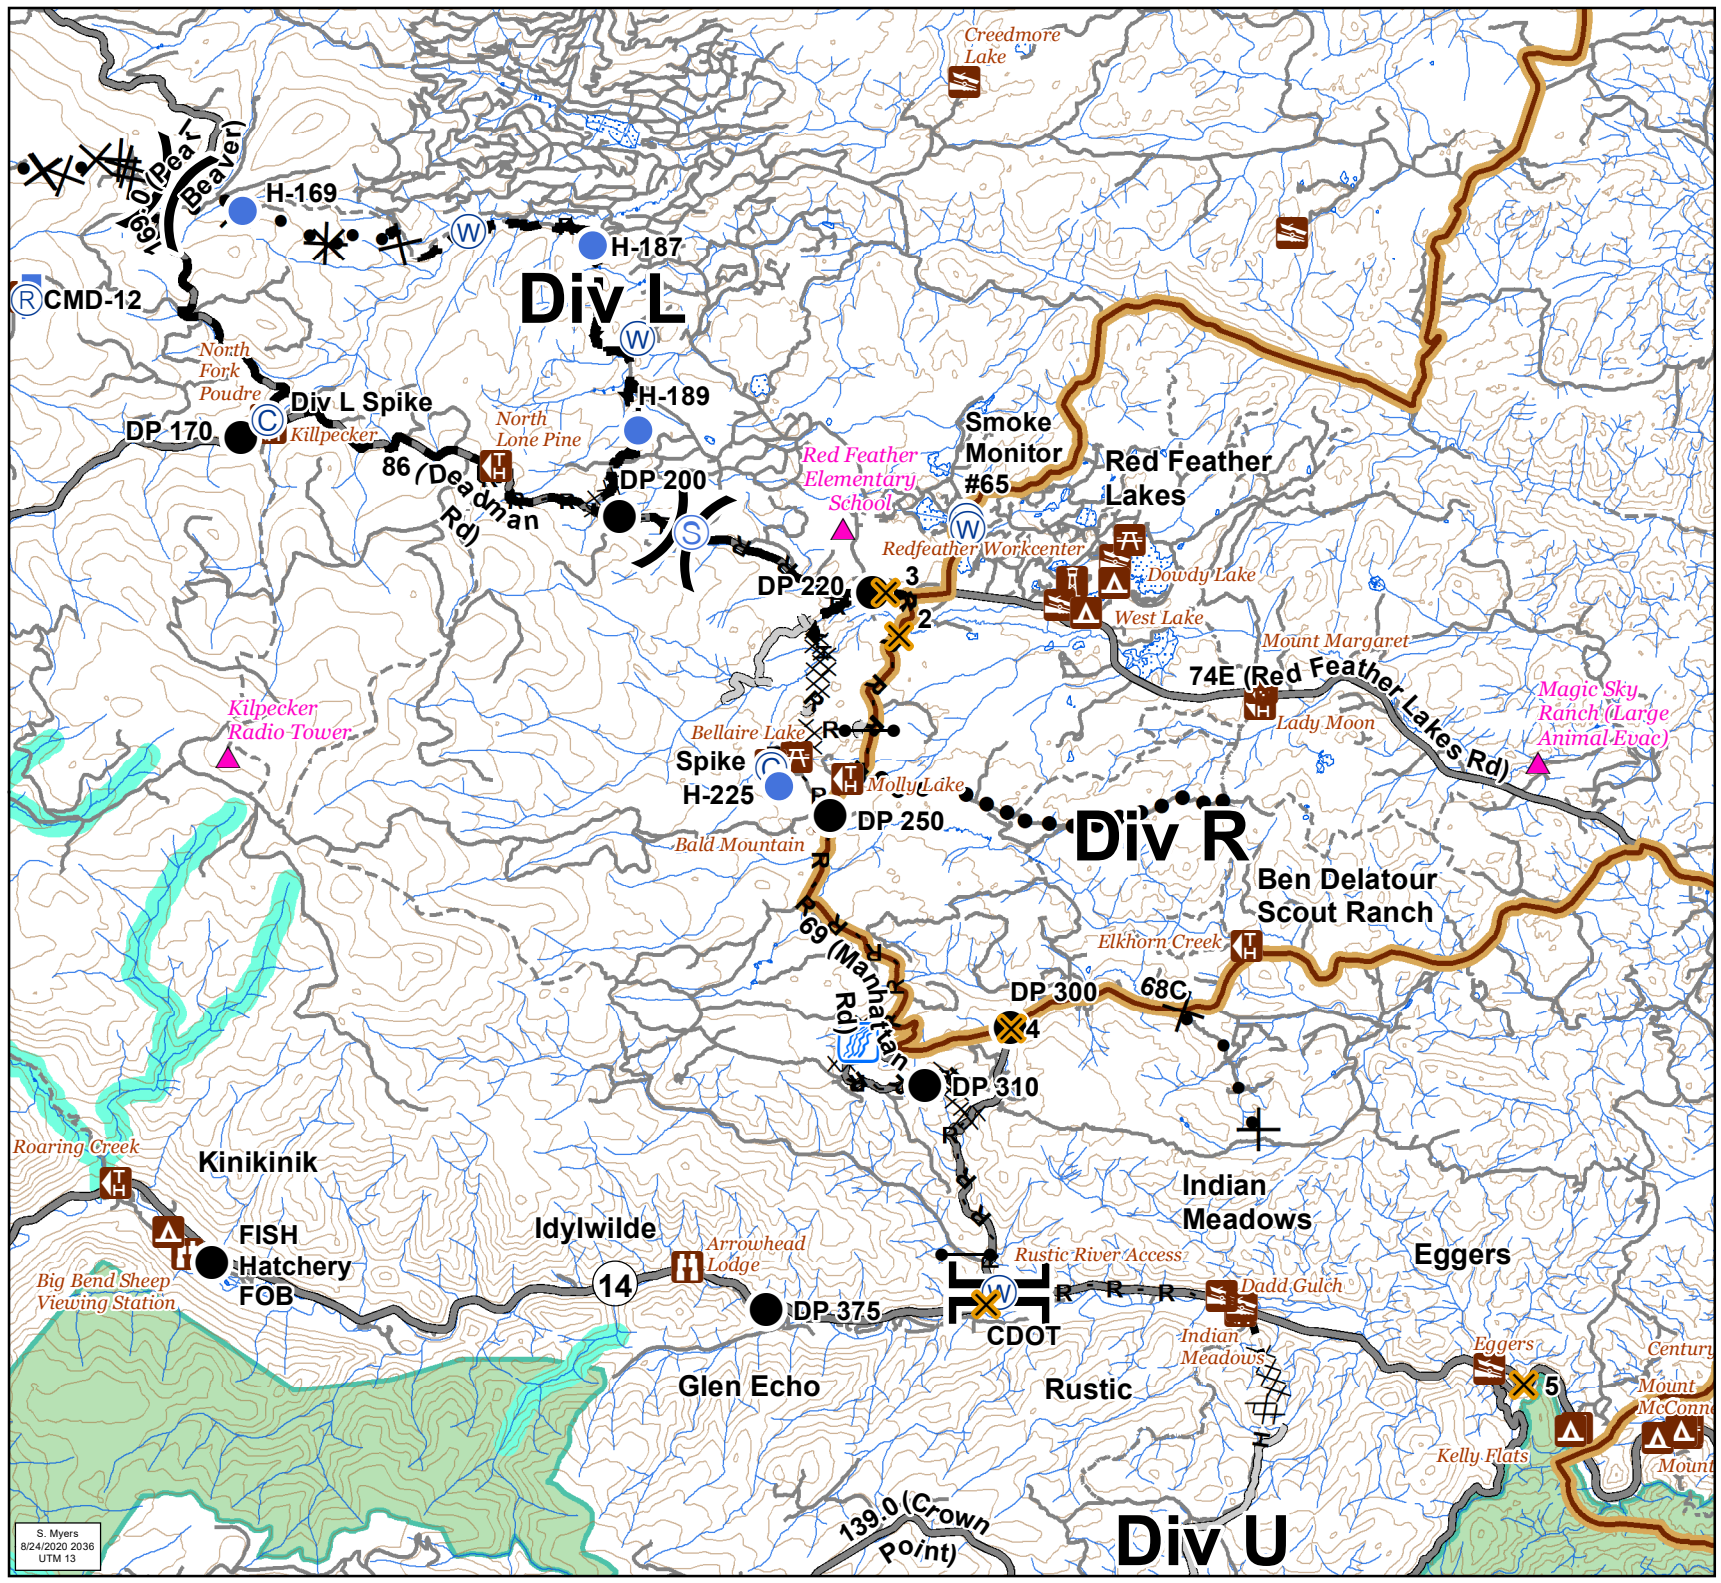 Creedmore
Lake
169.0 (Pearl
Beaver)
H-169
W
H-187
Div L
R
CMD-12
W
North
Fork
Poudre
H-189
Div L Spike
C
DP 170
Killpecker
North
Lone Pine
TH
86 (Deadman
Rd)
DP 200
S
Smoke
Monitor
#65
W
Red Feather
Elementary
School
Red Feather
Lakes
Redfeather Workcenter
Dowdy Lake
West Lake
DP 220
3
2
Mount Margaret
74E (Red Feather Lakes Rd)
TH
Lady Moon
Magic Sky
Ranch (Large
Animal Evac)
Kilpecker
Radio Tower
Bellaire Lake
Spike
C
H-225
TH
Molly Lake
DP 250
Bald Mountain
Div R
Ben Delatour
Scout Ranch
Elkhorn Creek
TH
69 (Manhattan
Rd)
DP 300
4
68C
DP 310
Roaring Creek
TH
Kinikinik
Indian
Meadows
FISH
Hatchery
FOB
Idylwilde
Arrowhead
Lodge
Rustic River Access
Eggers
Big Bend Sheep
Viewing Station
14
DP 375
W
CDOT
R R R
Dadd Gulch
Indian
Meadows
Glen Echo
Rustic
Eggers
5
Century
Mount
McConne
Kelly Flats
Mount
139.0 (Crown
Point)
Div U
H
S. Myers
8/24/2020 2036
UTM 13